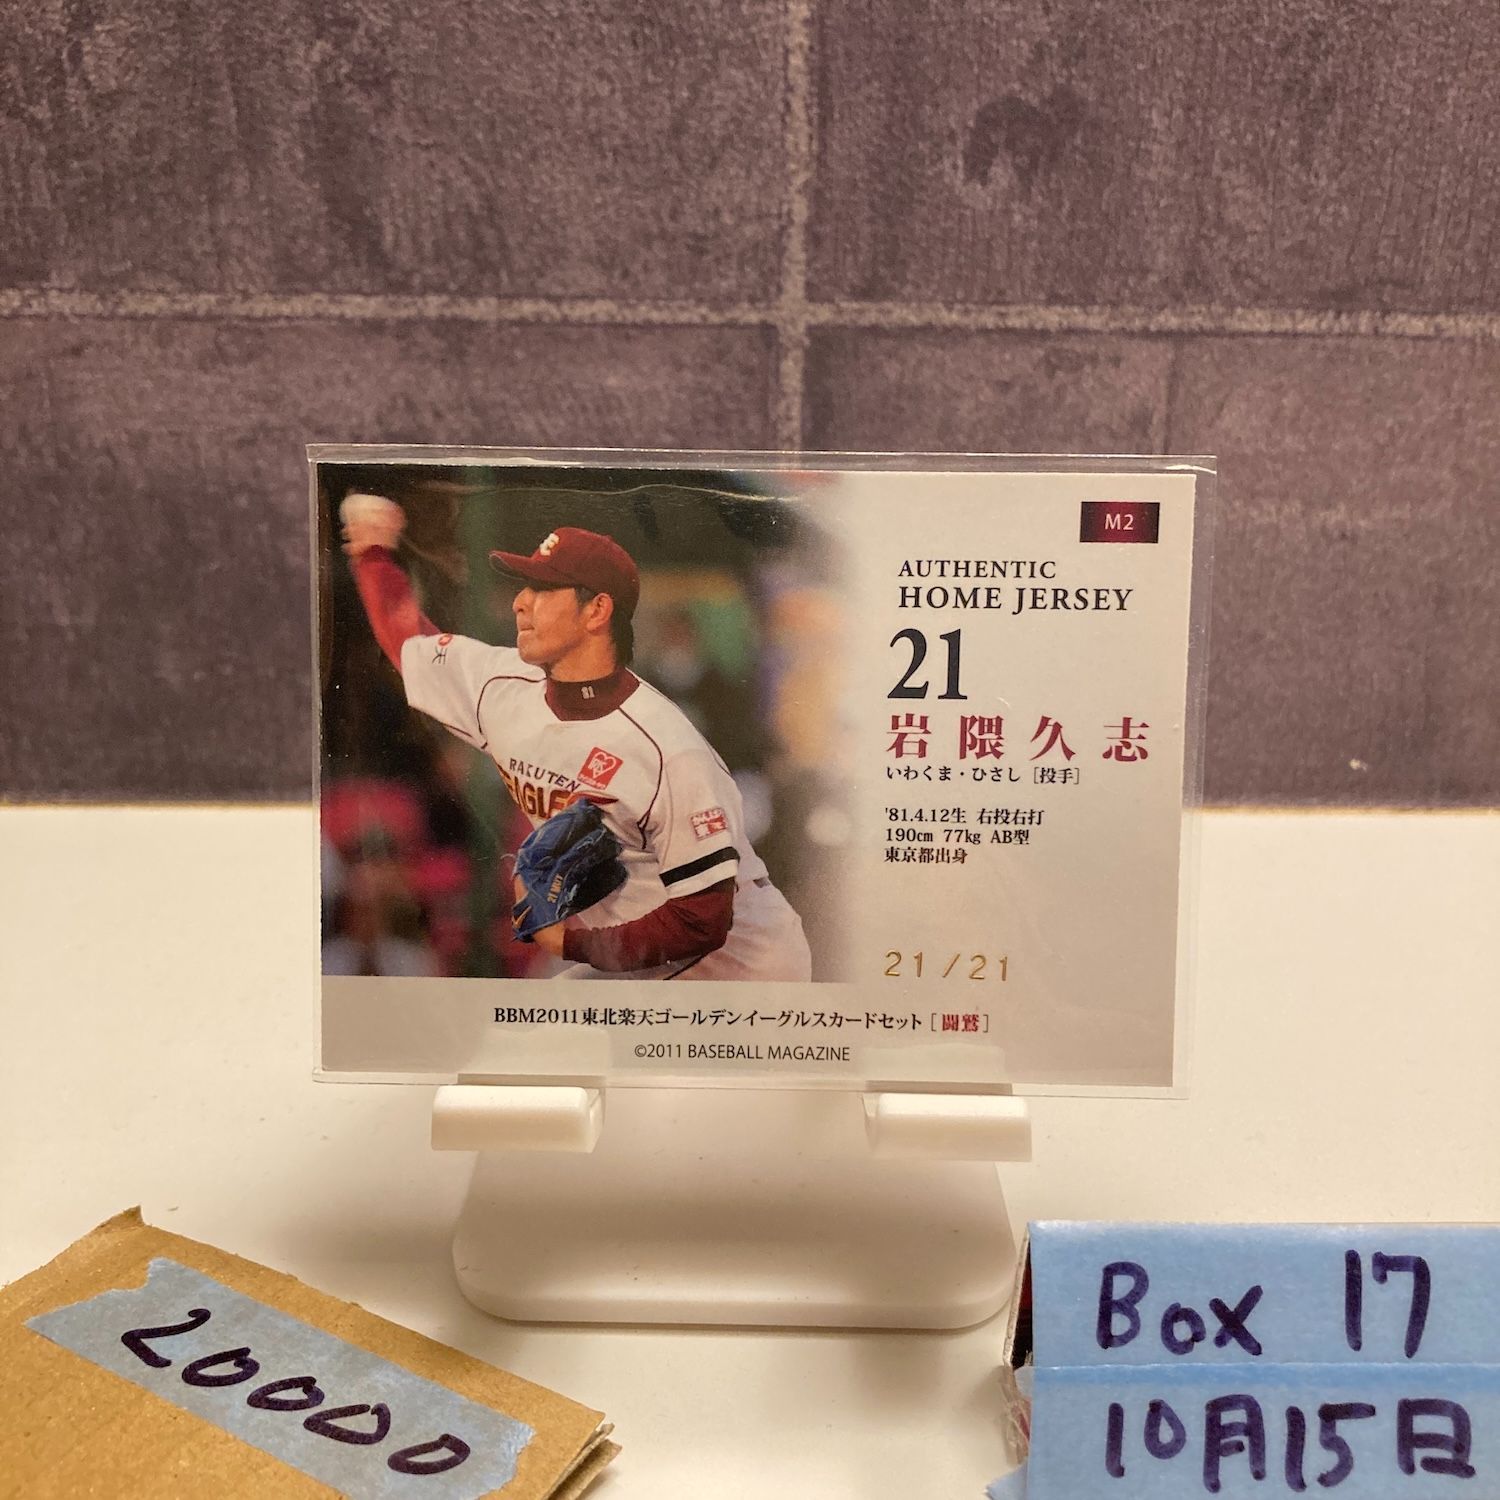 M2
AUTHENTIC
HOME JERSEY
21
岩隈久志
いわくま・ひさし [投手]
'81.4.12生 右投右打
190㎝ 77kg AB型
東京都出身
21/21
RAKUTEN
EAGLES
BBM2011東北楽天ゴールデンイーグルスカードセット [闘鷲]
©2011 BASEBALL MAGAZINE
20000
Box 17
10月15日